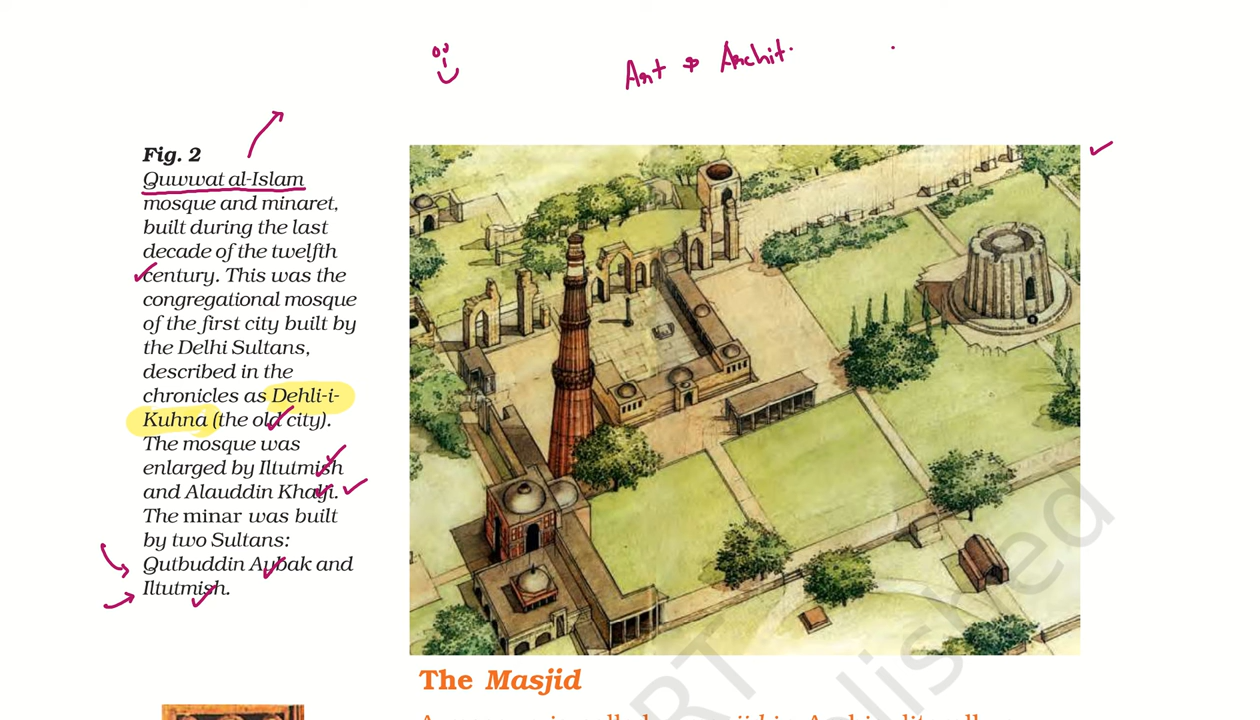 Art & Archit.
Fig. 2
Quwwat al-Islam
mosque and minaret,
built during the last
decade of the twelfth
century. This was the
congregational mosque
of the first city built by
the Delhi Sultans,
described in the
chronicles as Dehli-i-
Kuhna (the old city).
The mosque was
enlarged by Iltutmish
and Alauddin Khalji.
The minar was built
by two Sultans:
Qutbuddin Aybak and
Iltutmish.
The Masjid